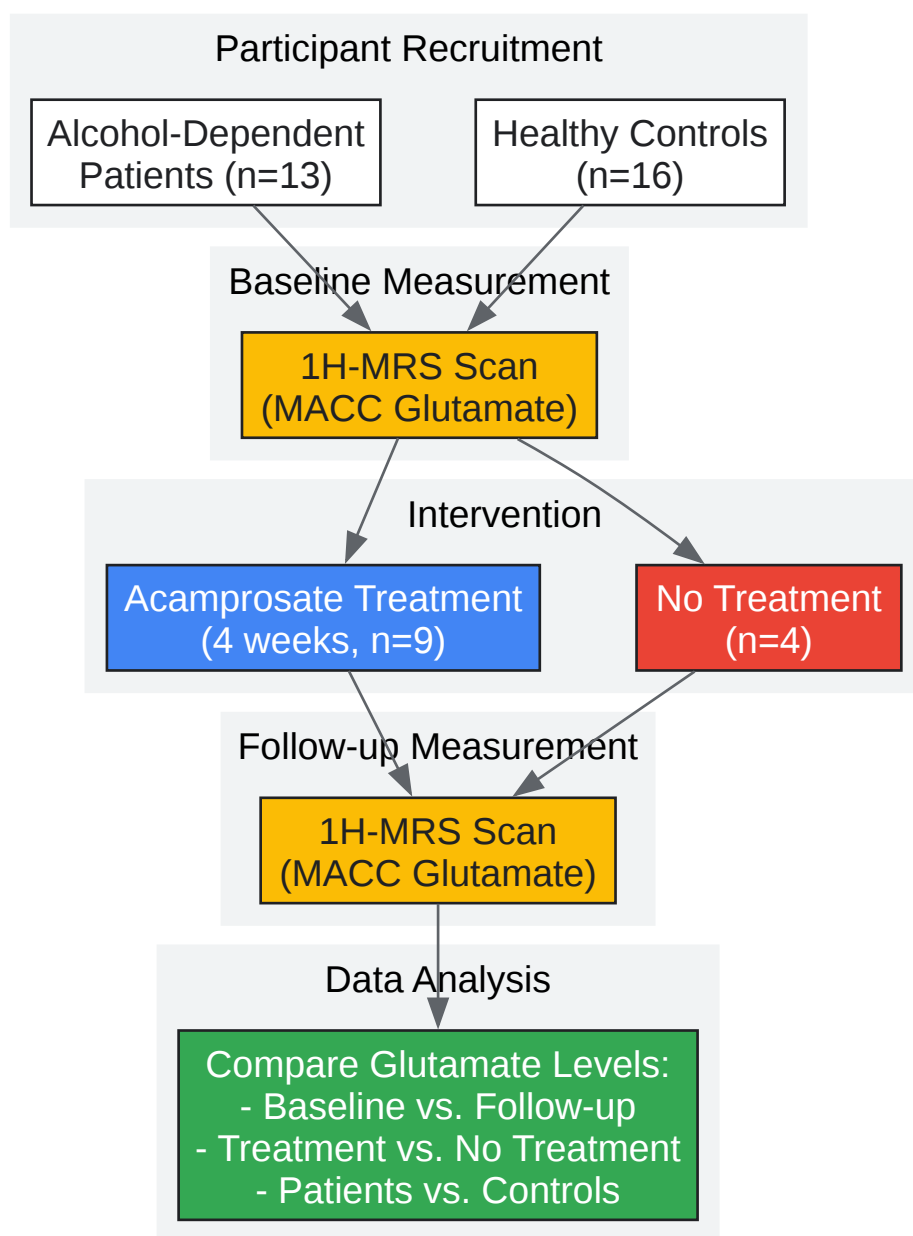 Participant Recruitment
Alcohol-Dependent
Patients (n=13)
Healthy Controls
(n=16)
Baseline Measurement
1H-MRS Scan
(MACC Glutamate)
Intervention
Acamprosate Treatment
(4 weeks, n=9)
No Treatment
(n=4)
Follow-up Measurement
1H-MRS Scan
(MACC Glutamate)
Data Analysis
Compare Glutamate Levels:
- Baseline vs. Follow-up
- Treatment vs. No Treatment
- Patients vs. Controls